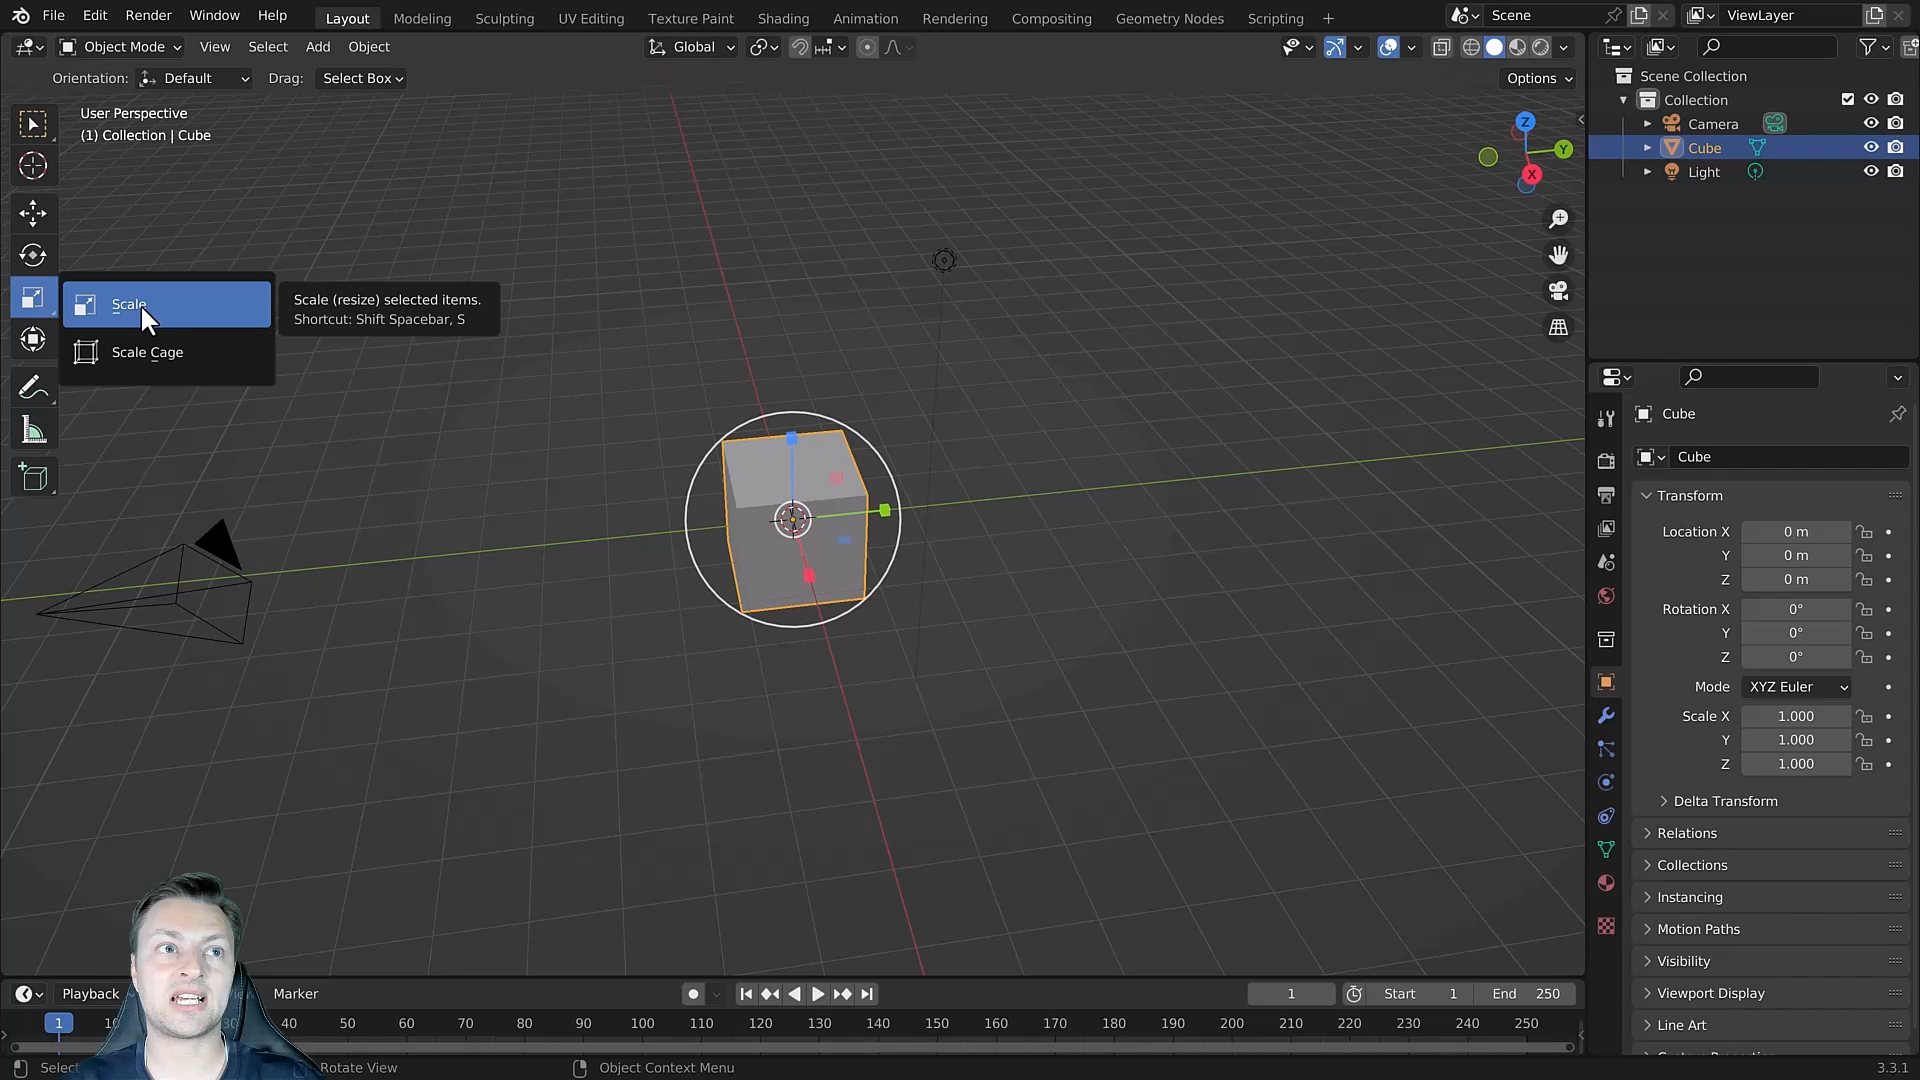 File Edit Render Window Help Layout Modeling Sculpting UV Editing Texture Paint Shading Animation Rendering Compositing Geometry Nodes Scripting + Scene ViewLayer
Object Mode View Select Add Object Global
Orientation: Default Drag: Select Box Options
User Perspective
(1) Collection | Cube
Z
Y
X
Scale
Scale Cage
Scale (resize) selected items.
Shortcut: Shift Spacebar, S
Scene Collection
Collection
Camera
Cube
Light
Cube
Cube
Transform
Location X 0 m
Y 0 m
Z 0 m
Rotation X 0°
Y 0°
Z 0°
Mode XYZ Euler
Scale X 1.000
Y 1.000
Z 1.000
Delta Transform
Relations
Collections
Instancing
Motion Paths
Visibility
Viewport Display
Line Art
Playback Marker 1 Start 1 End 250
1 30 40 50 60 70 80 90 100 110 120 130 140 150 160 170 180 190 200 210 220 230 240 250
Select Rotate View Object Context Menu 3.3.1